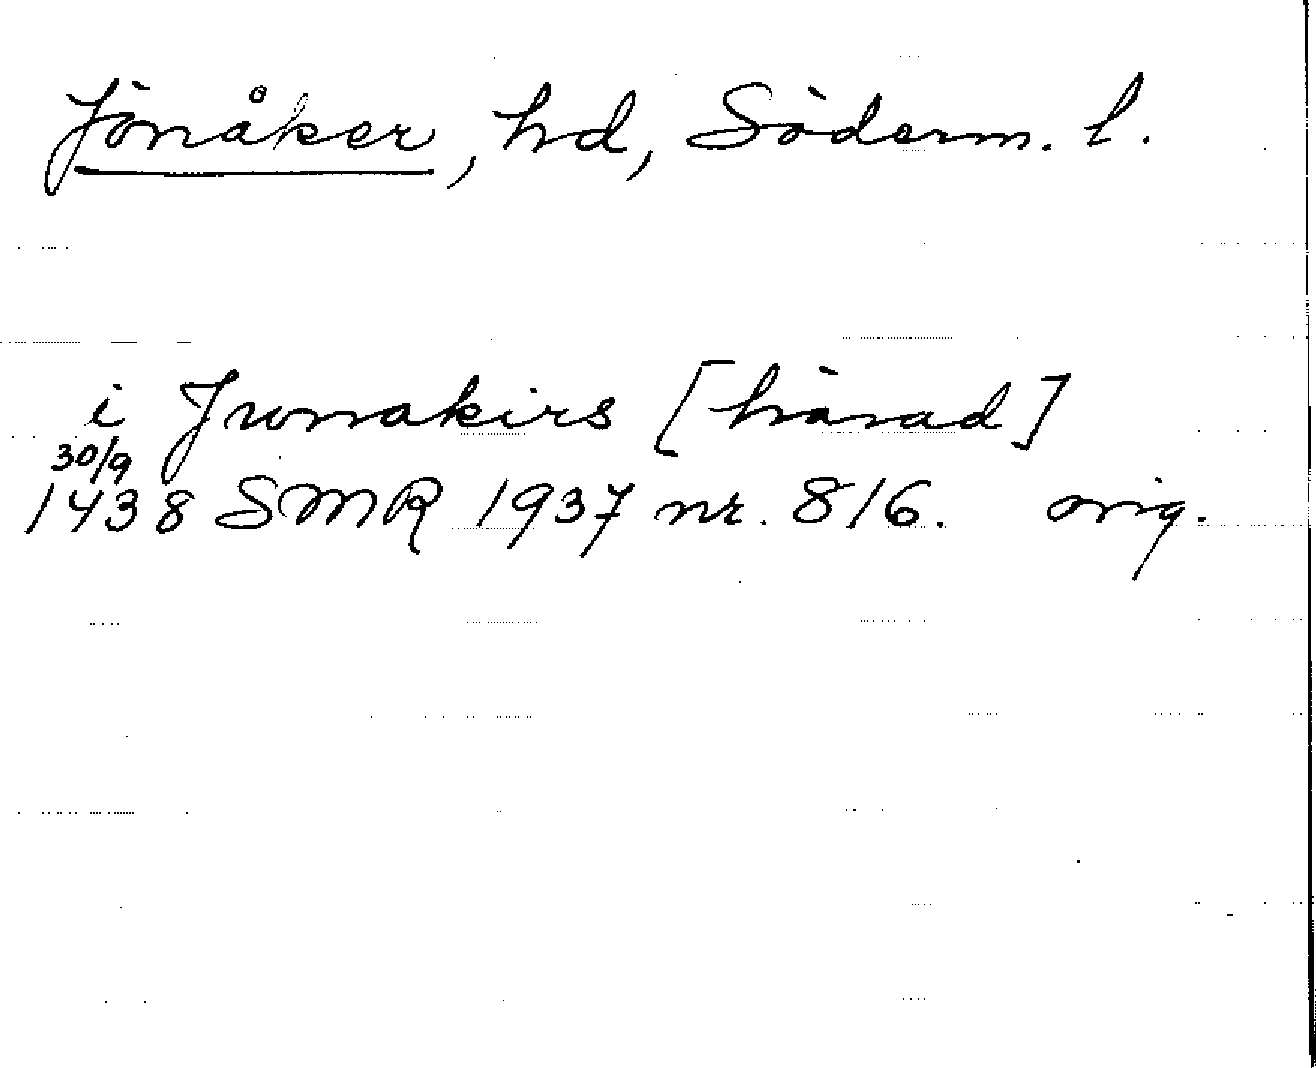 Jönåker, hd, Söderm. l.
i Junakirs [härad]
30/9
1438 SMR 1937 nr. 816. orig.